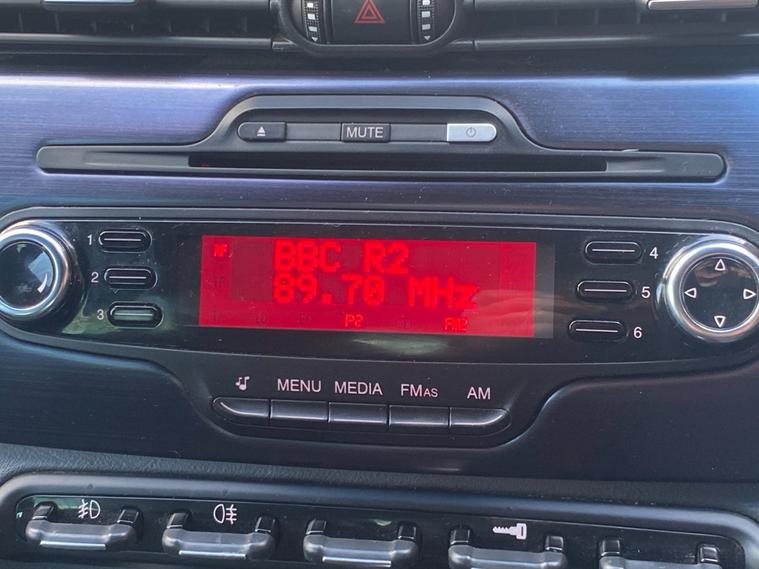 MUTE
1
2
3
BBC R2
89.70 MHz
P2
FM2
4
5
6
MENU MEDIA FMAS AM